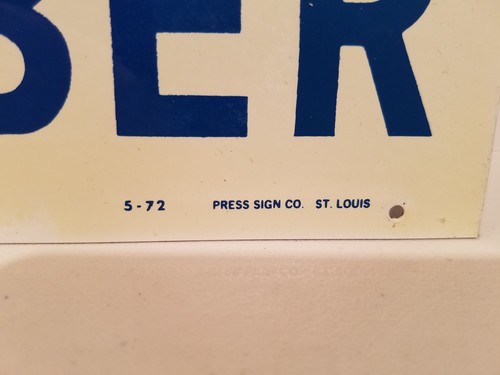 BER
5-72 PRESS SIGN CO. ST. LOUIS